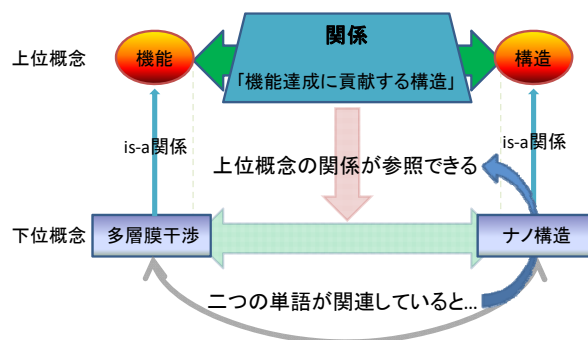 関係
上位概念
機能
構造
「機能達成に貢献する構造」
is-a関係
is-a関係
上位概念の関係が参照できる
下位概念
多層膜干渉
ナノ構造
二つの単語が関連していると...